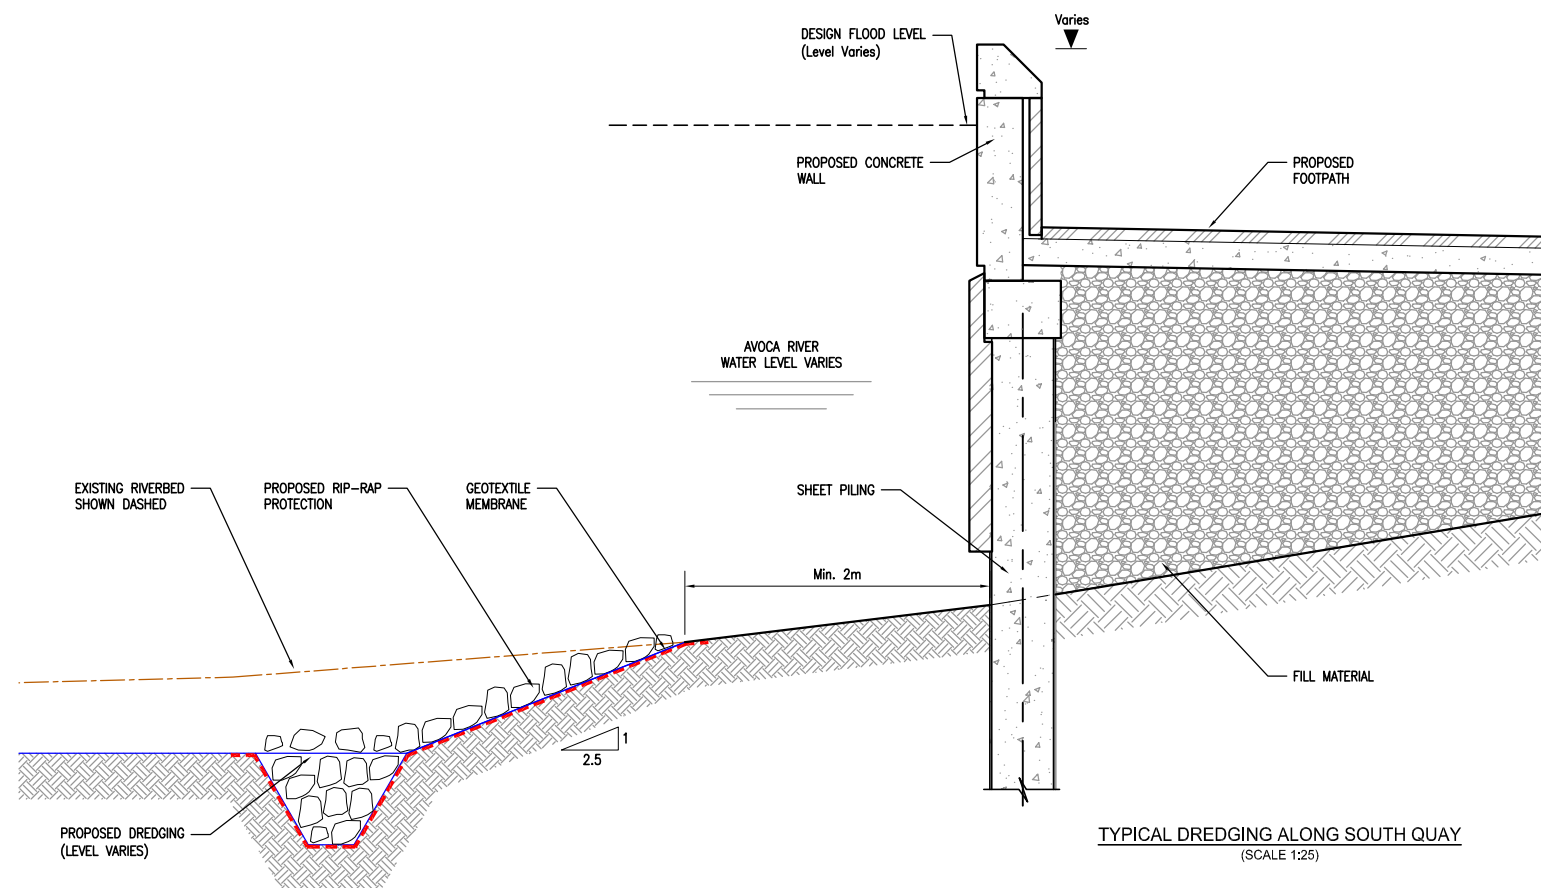 Varies
DESIGN FLOOD LEVEL
(Level Varies)
PROPOSED CONCRETE
WALL
PROPOSED
FOOTPATH
AVOCA RIVER
WATER LEVEL VARIES
EXISTING RIVERBED
SHOWN DASHED
PROPOSED RIP-RAP
PROTECTION
GEOTEXTILE
MEMBRANE
SHEET PILING
Min. 2m
FILL MATERIAL
1
2.5
PROPOSED DREDGING
(LEVEL VARIES)
TYPICAL DREDGING ALONG SOUTH QUAY
(SCALE 1:25)